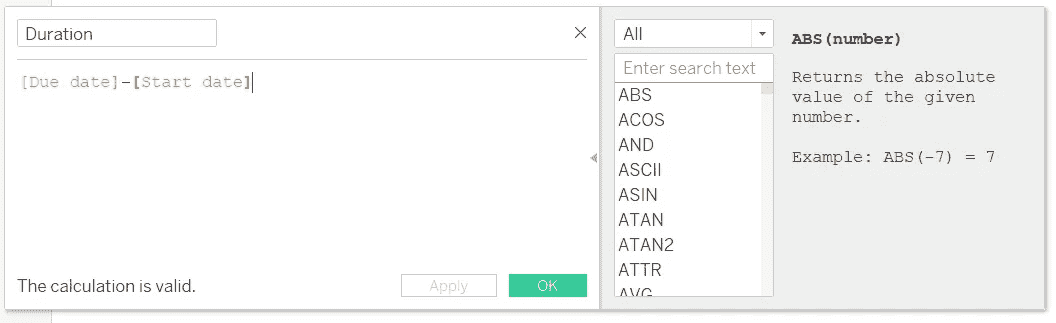 Duration
[Due date]-[Start date]
The calculation is valid.
Apply
OK
All
Enter search text
ABS
ACOS
AND
ASCII
ASIN
ATAN
ATAN2
ATTR
AVG
ABS(number)
Returns the absolute
value of the given
number.
Example: ABS(-7) = 7